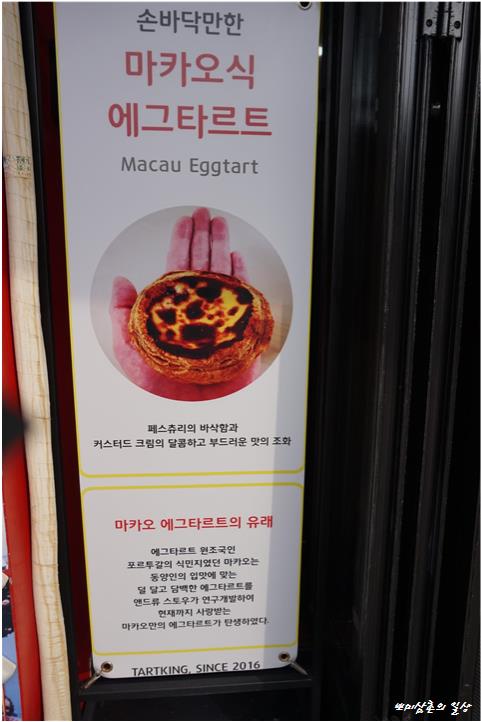 손바닥만한
마카오식
에그타르트
Macau Eggtart
페스츄리의 바삭함과
커스터드 크림의 달콤하고 부드러운 맛의 조화
마카오 에그타르트의 유래
에그타르트 원조국인
포르투갈의 식민지였던 마카오는
동양인의 입맛에 맞는
덜 달고 담백한 에그타르트를
앤드류 스토우가 연구개발하여
현재까지 사랑받는
마카오만의 에그타르트가 탄생하였다.
TARTKING, SINCE 2016
쁘띠삼촌의 일상